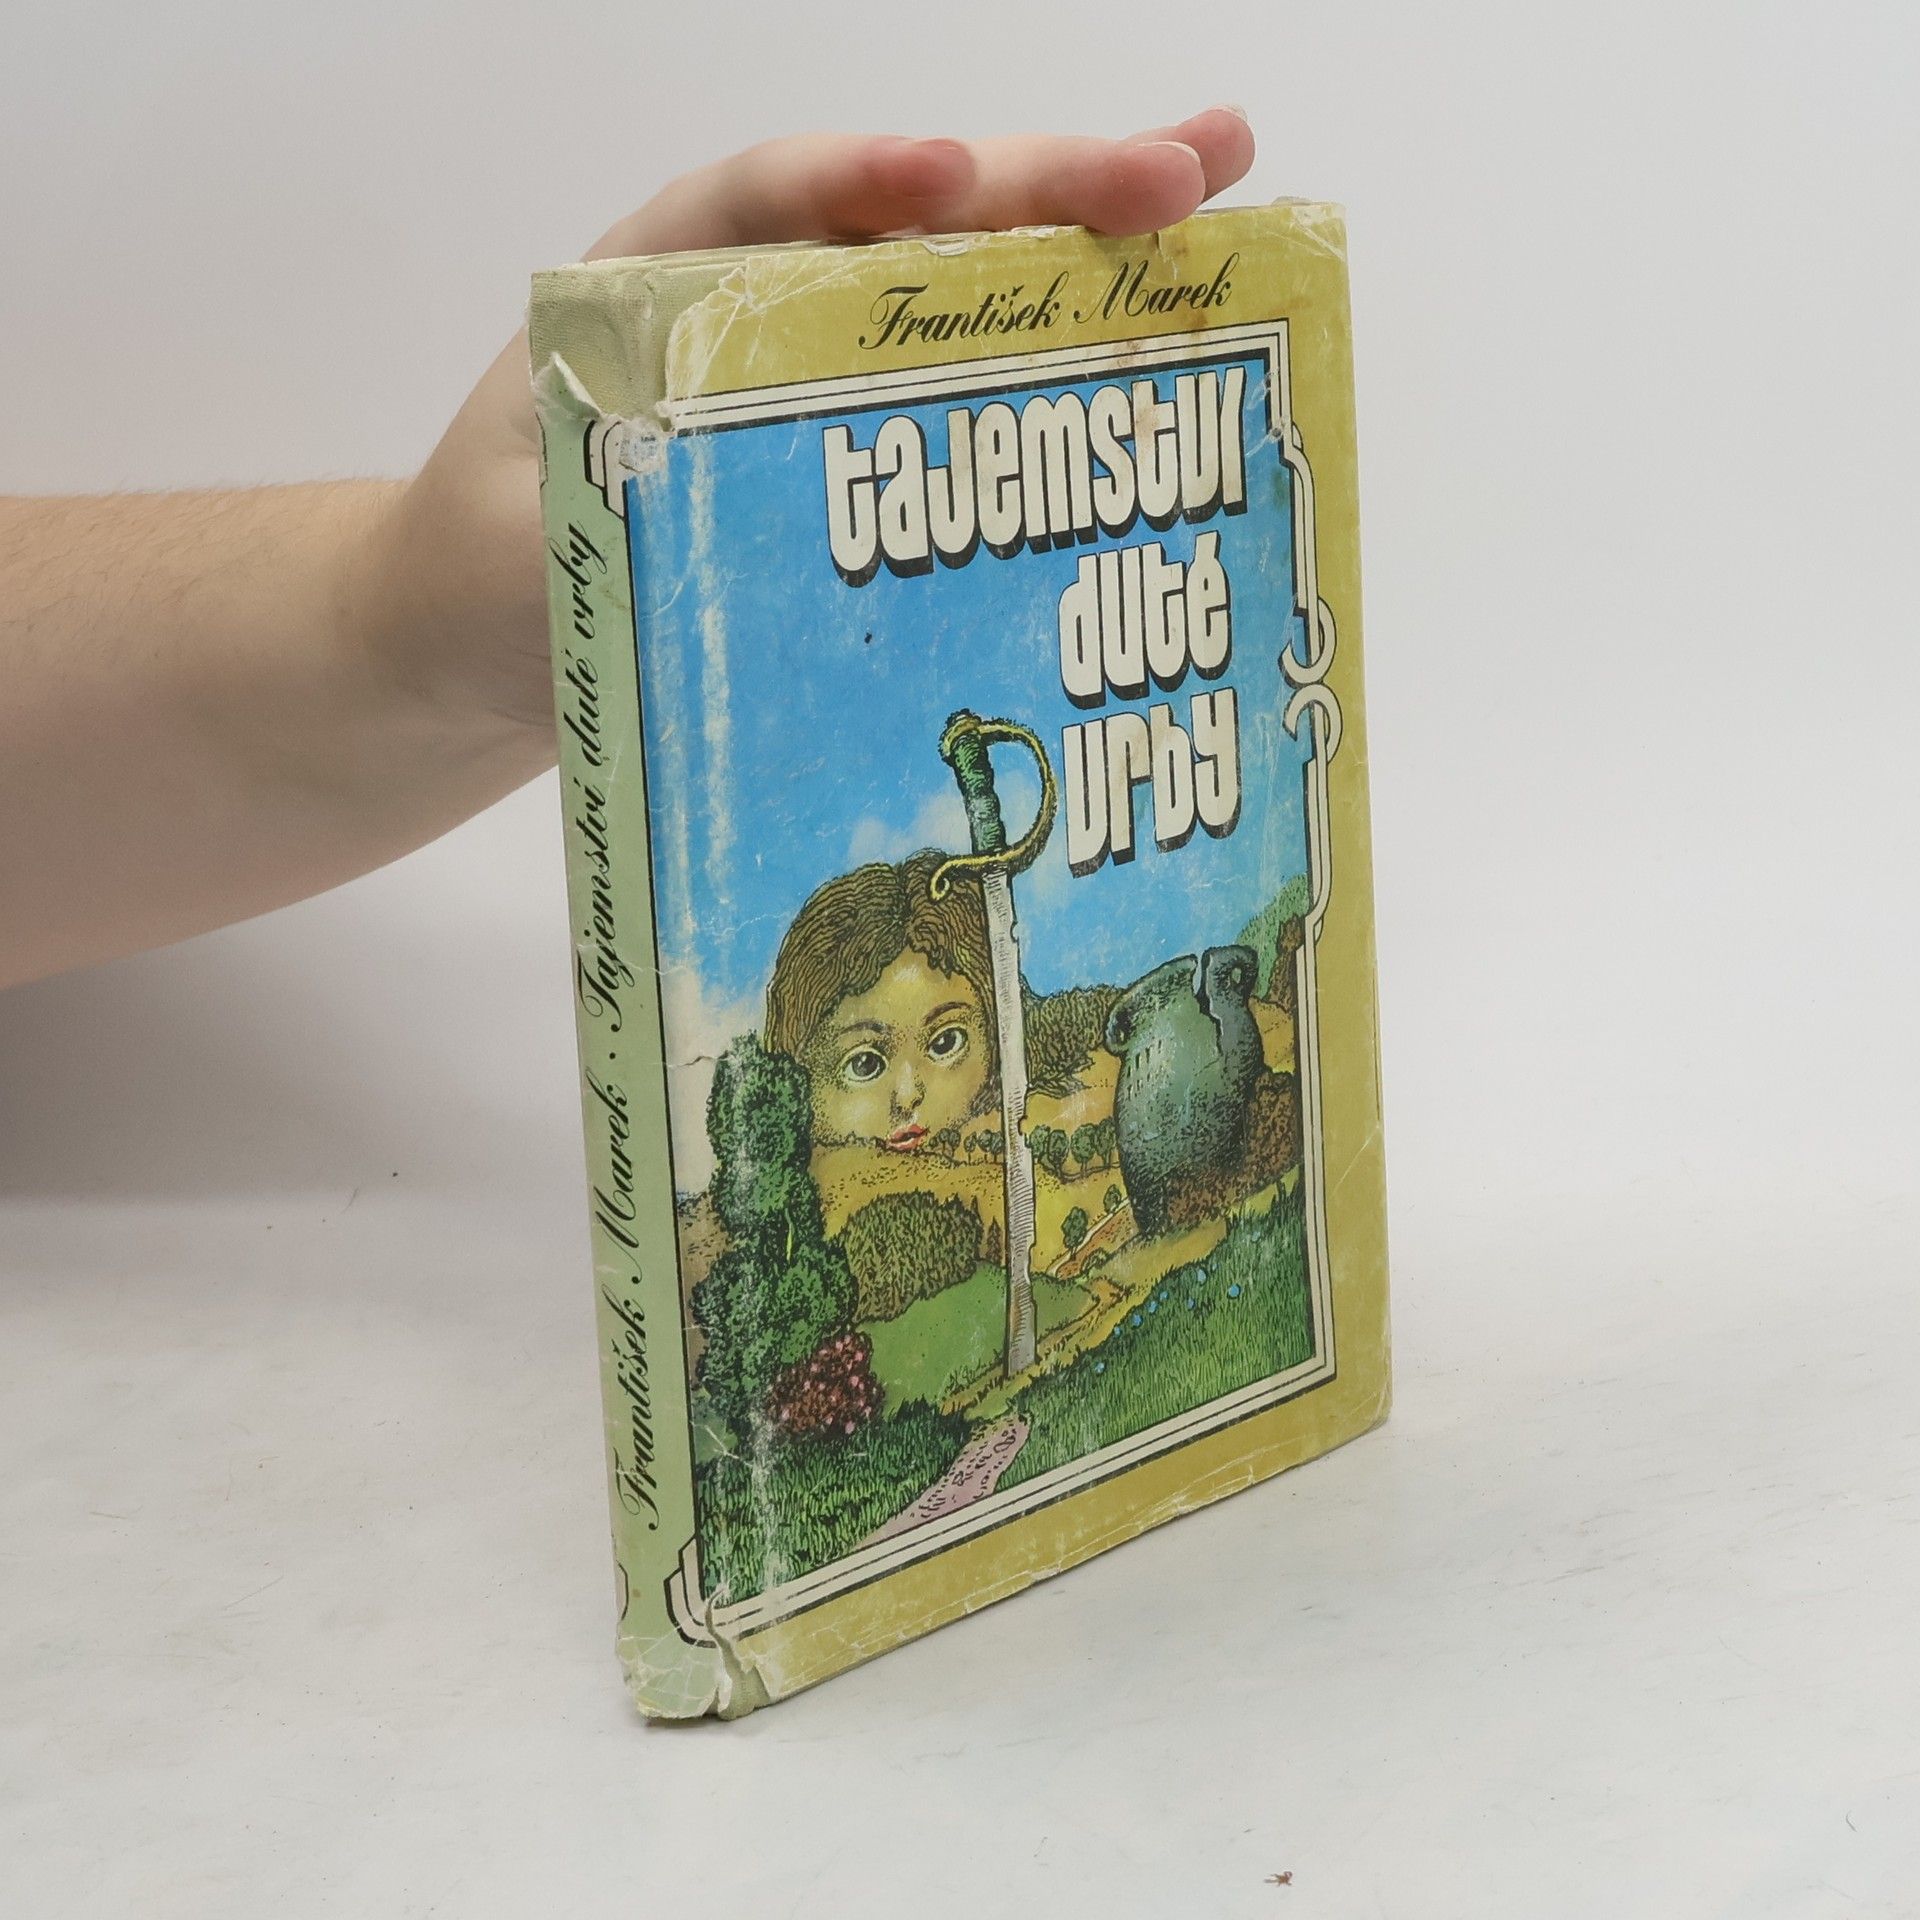 František Marek
tajemství
duté
vrby
František Marek · Tajemství duté vrby